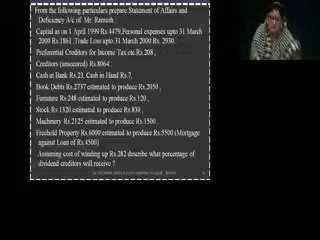 From the following particulars prepare Statement of Affairs and
Deficiency A/c of Mr. Ramesh
Capital as on 1 April 1999 Rs.4479,Personal expenses upto 31 March
2000 Rs.1861 ,Trade Loss upto 31 March 2000 Rs. 2930.
Preferential Creditors for Income Tax etc.Rs.208 ,
Creditors (unsecured) Rs.8064
Cash at Bank Rs.23, Cash in Hand Rs.7,
Book Debts Rs.2737 estimated to produce Rs.2050 ,
Furniture Rs.248 estimated to produce Rs.120 ,
Stock Rs.1320 estimated to produce Rs.830 ,
Machinery Rs.2125 estimated to produce Rs.1500 ,
Freehold Property Rs.6000 estimated to produce Rs.5500 (Mortgage
against Loan of Rs.4500)
Assuming cost of winding up Rs.282 describe what percentage of
dividend creditors will receive ?